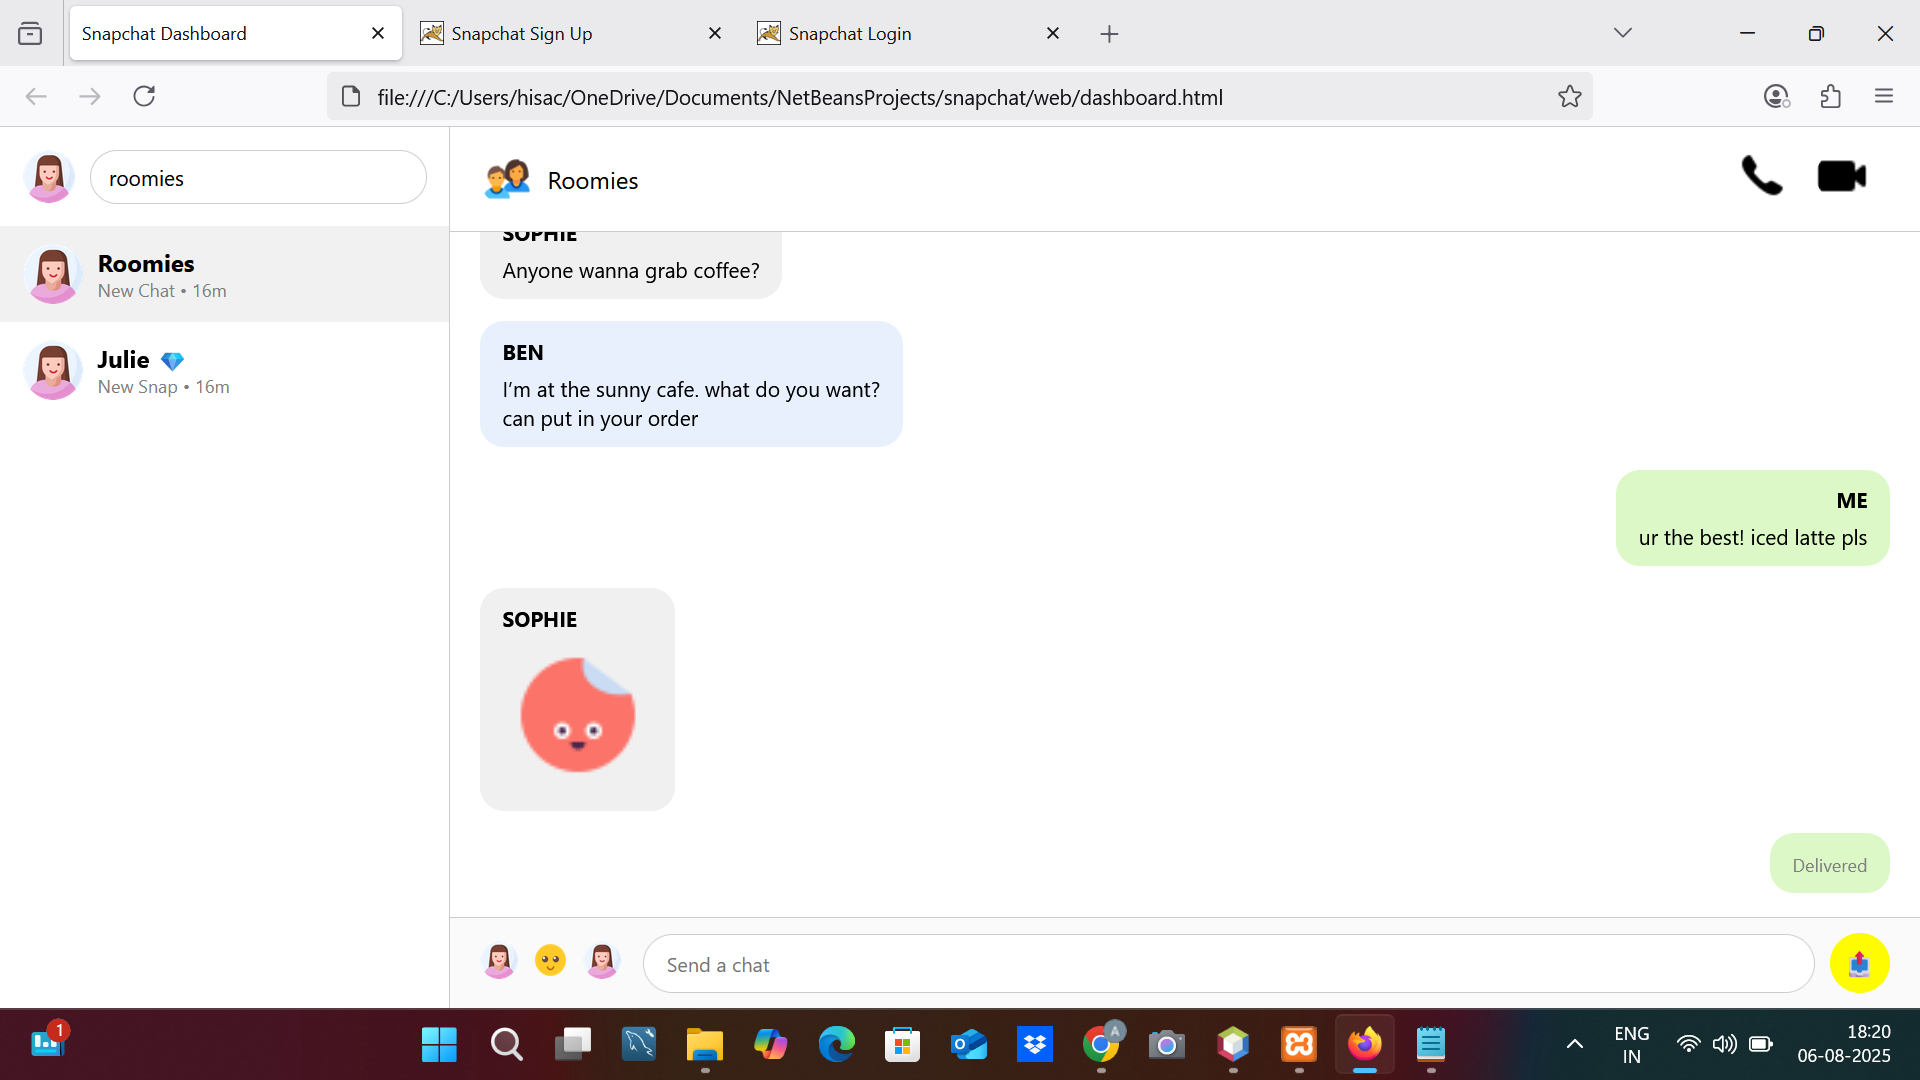 Snapchat Dashboard
Snapchat Sign Up
Snapchat Login
file:///C:/Users/hisac/OneDrive/Documents/NetBeansProjects/snapchat/web/dashboard.html
roomies
Roomies
New Chat • 16m
Julie 💎
New Snap • 16m
Roomies
SOPHIE
Anyone wanna grab coffee?
BEN
I’m at the sunny cafe. what do you want?
can put in your order
ME
ur the best! iced latte pls
SOPHIE
Delivered
Send a chat
1
A
ENG
IN
18:20
06-08-2025